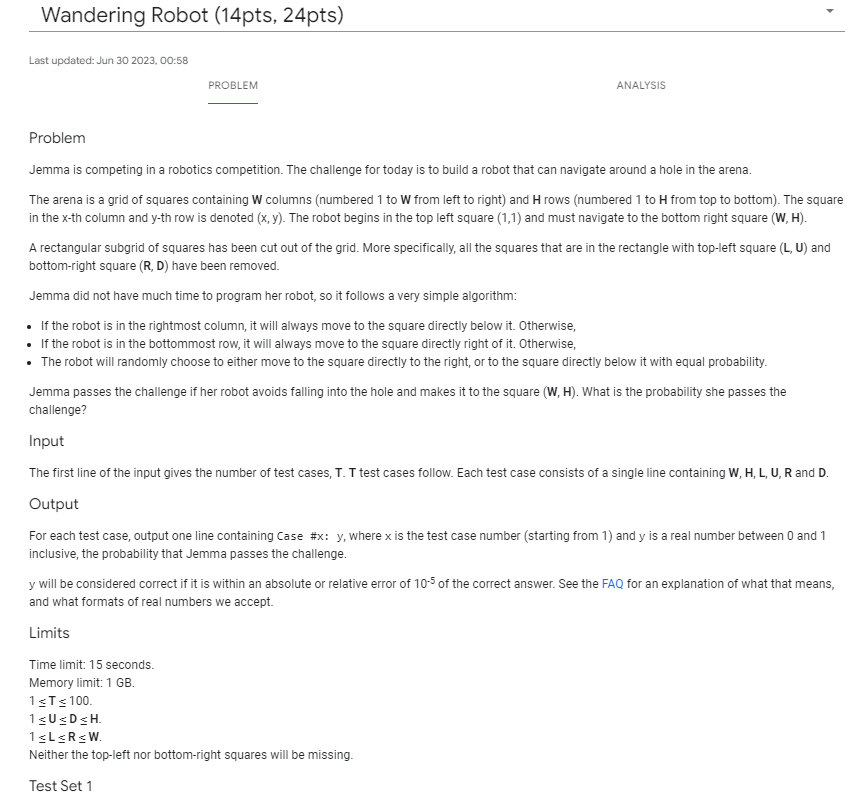 Wandering Robot (14pts, 24pts)
Last updated: Jun 30 2023, 00:58
PROBLEM
ANALYSIS
Problem
Jemma is competing in a robotics competition. The challenge for today is to build a robot that can navigate around a hole in the arena.
The arena is a grid of squares containing W columns (numbered 1 to W from left to right) and H rows (numbered 1 to H from top to bottom). The square
in the x-th column and y-th row is denoted (x, y). The robot begins in the top left square (1,1) and must navigate to the bottom right square (W, H).
A rectangular subgrid of squares has been cut out of the grid. More specifically, all the squares that are in the rectangle with top-left square (L, U) and
bottom-right square (R, D) have been removed.
Jemma did not have much time to program her robot, so it follows a very simple algorithm:
• If the robot is in the rightmost column, it will always move to the square directly below it. Otherwise,
• If the robot is in the bottommost row, it will always move to the square directly right of it. Otherwise,
• The robot will randomly choose to either move to the square directly to the right, or to the square directly below it with equal probability.
Jemma passes the challenge if her robot avoids falling into the hole and makes it to the square (W, H). What is the probability she passes the
challenge?
Input
The first line of the input gives the number of test cases, T. T test cases follow. Each test case consists of a single line containing W, H, L, U, R and D.
Output
For each test case, output one line containing Case #x: y, where x is the test case number (starting from 1) and y is a real number between 0 and 1
inclusive, the probability that Jemma passes the challenge.
y will be considered correct if it is within an absolute or relative error of 10-5 of the correct answer. See the FAQ for an explanation of what that means,
and what formats of real numbers we accept.
Limits
Time limit: 15 seconds.
Memory limit: 1 GB.
1 ≤ T ≤ 100.
1 ≤ U ≤ D ≤ H.
1 ≤ L ≤ R ≤ W.
Neither the top-left nor bottom-right squares will be missing.
Test Set 1